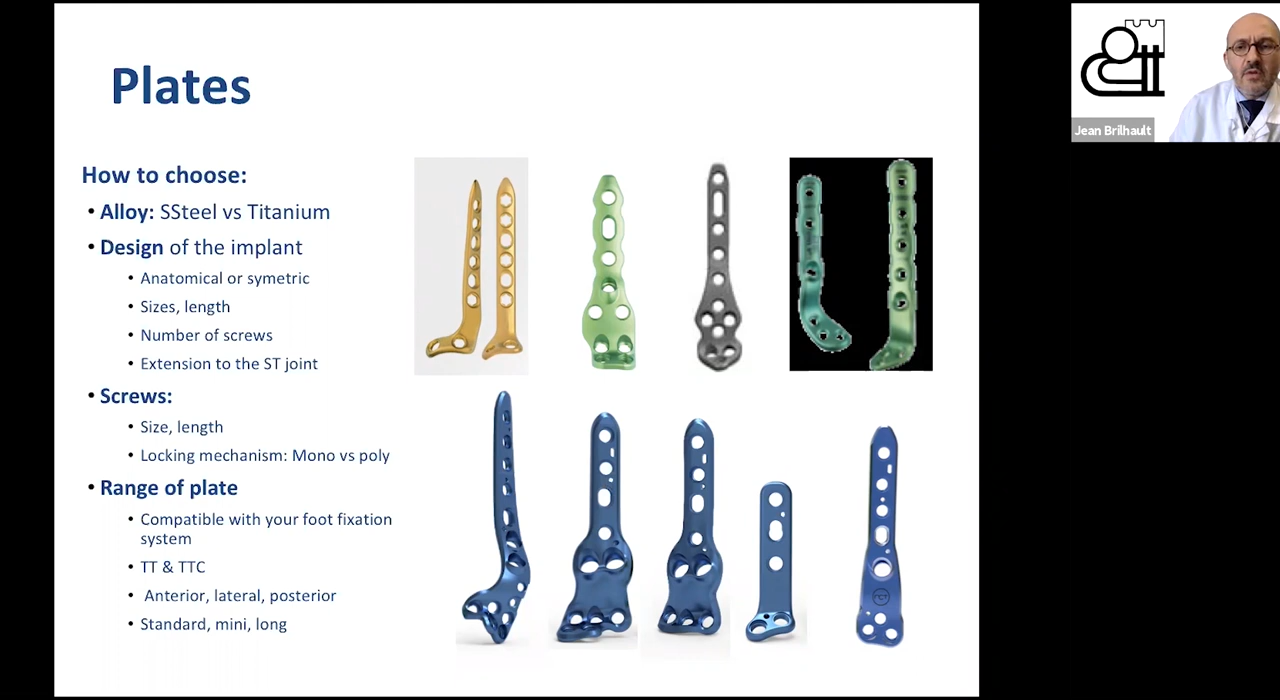 Plates
How to choose:
• Alloy: SSteel vs Titanium
• Design of the implant
• Anatomical or symetric
• Sizes, length
• Number of screws
• Extension to the ST joint
• Screws:
• Size, length
• Locking mechanism: Mono vs poly
• Range of plate
• Compatible with your foot fixation
system
• TT & TTC
• Anterior, lateral, posterior
• Standard, mini, long
Jean Brilhault